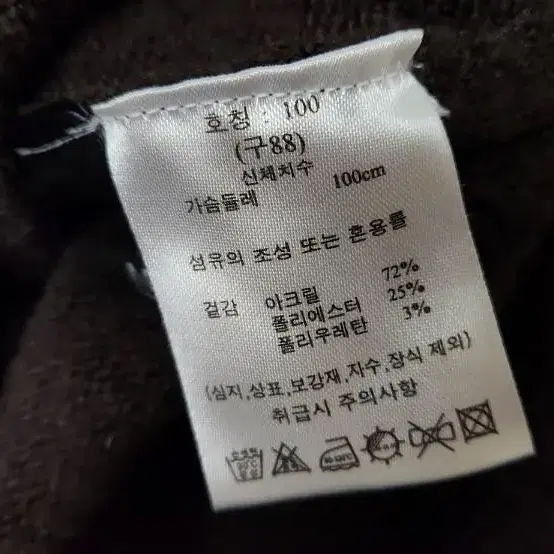 호칭 : 100
(구88)
신체치수
가슴둘레 100cm
섬유의 조성 또는 혼용률
겉감 아크릴 72%
폴리에스터 25%
폴리우레탄 3%
(심지,상표,보강재,자수,장식 제외)
취급시 주의사항